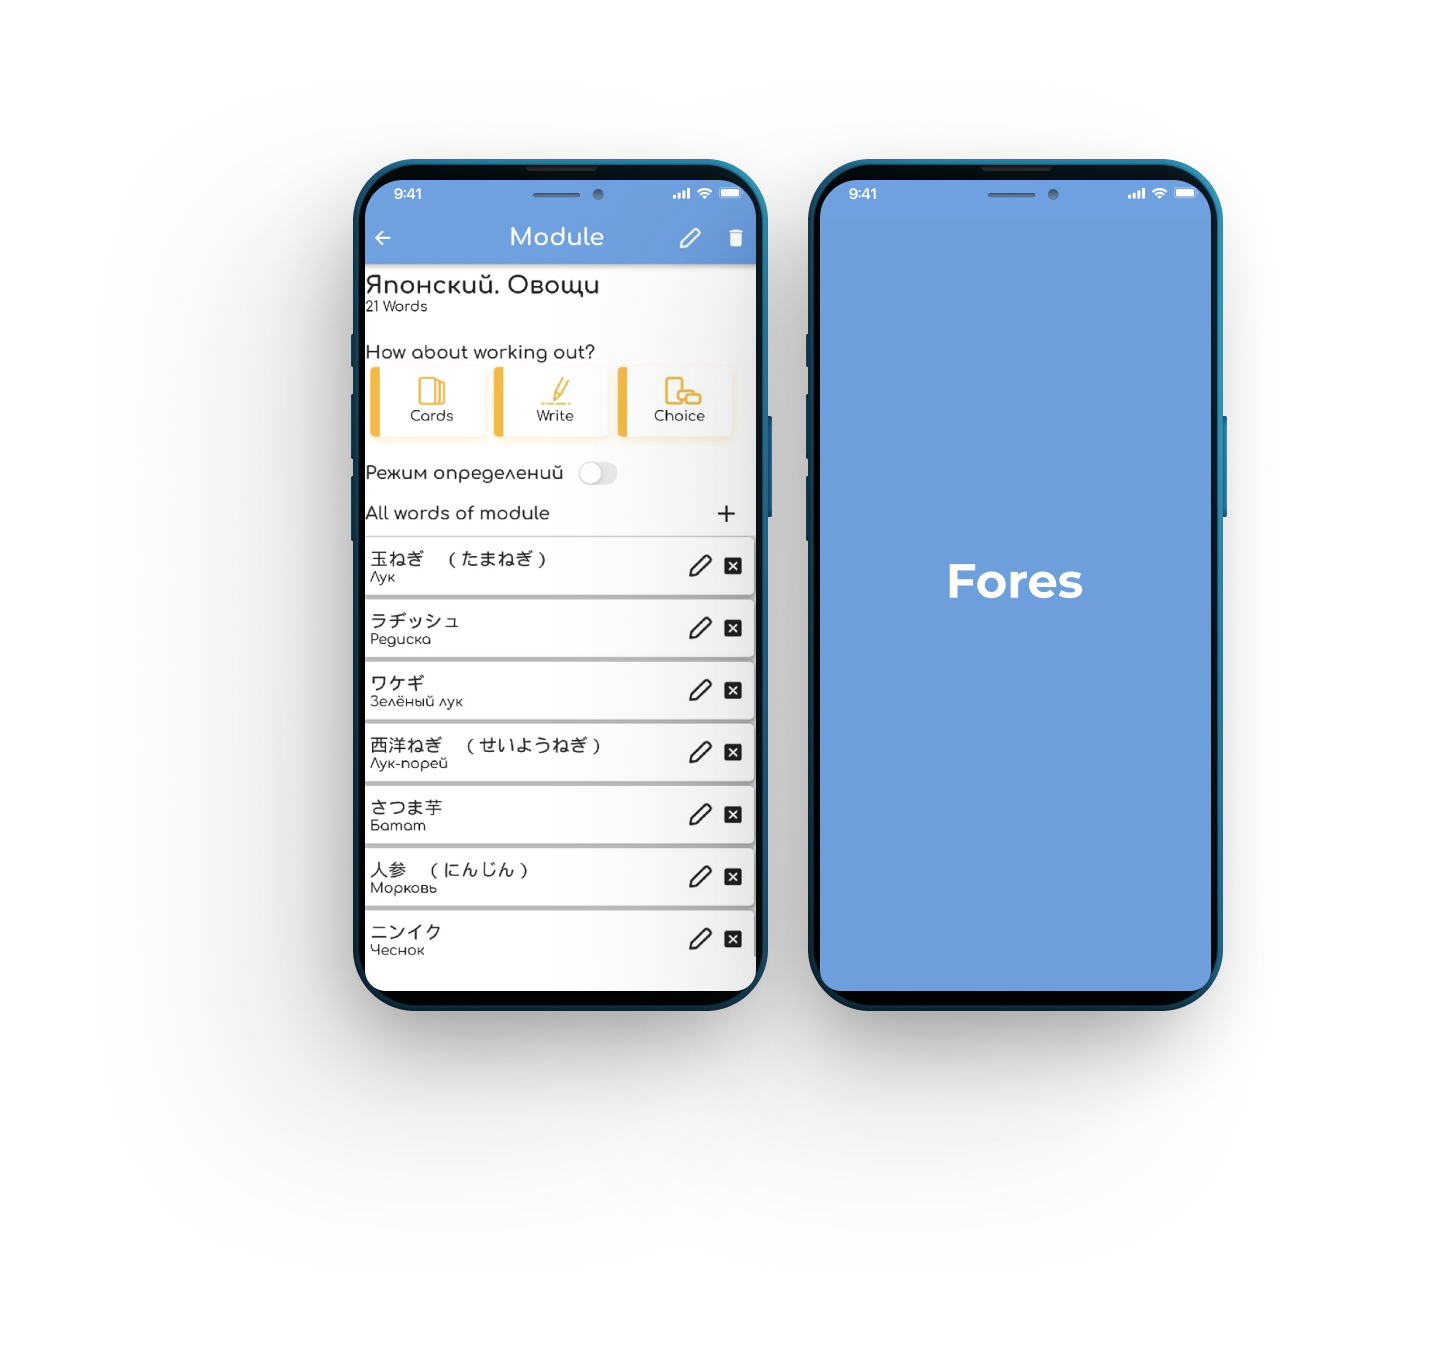 9:41
Module
Японский. Овощи
21 Words
How about working out?
Cards Write Choice
Режим определений
All words of module
玉ねぎ （たまねぎ）
Лук
ラヂッシュ
Редиска
ワケギ
Зелёный лук
西洋ねぎ （せいようねぎ）
Лук-порей
さつま芋
Батат
人参 （にんじん）
Морковь
ニンイク
Чеснок
9:41
Fores